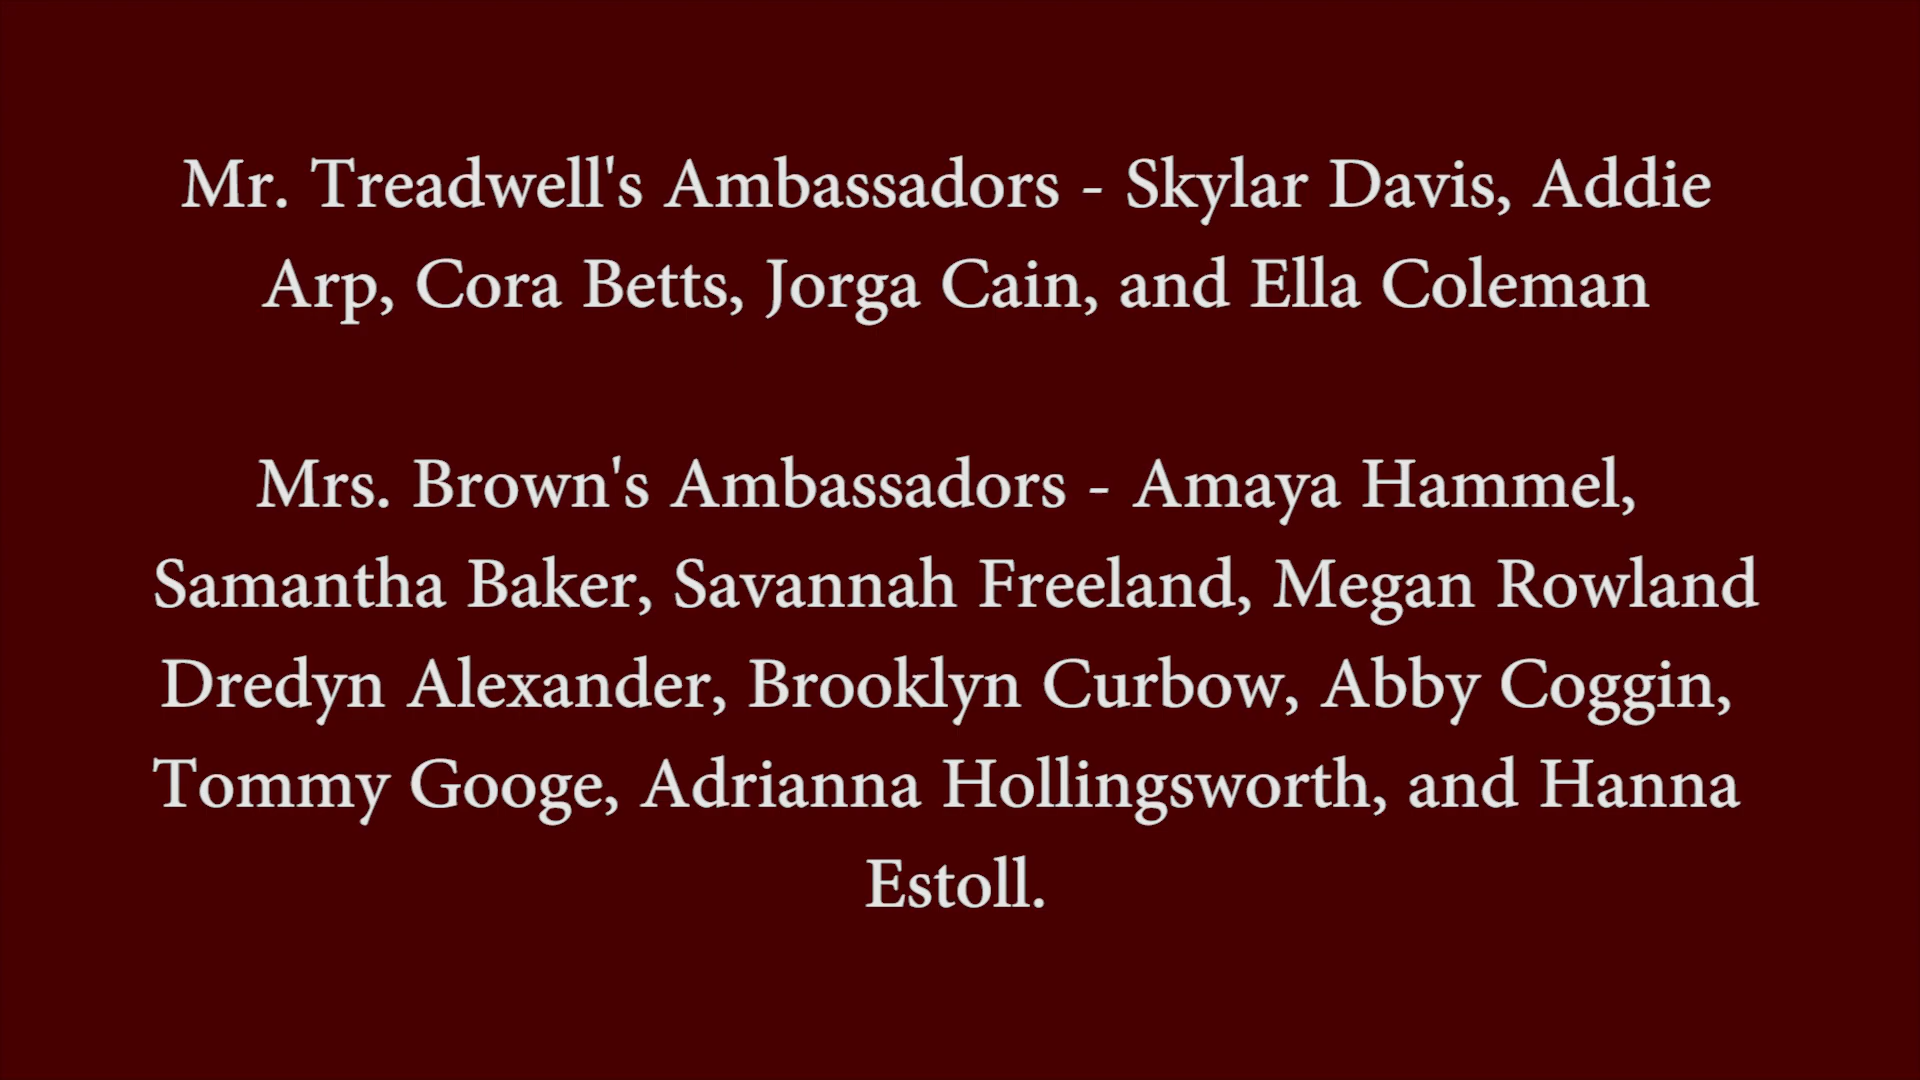 Mr. Treadwell's Ambassadors - Skylar Davis, Addie
Arp, Cora Betts, Jorga Cain, and Ella Coleman
Mrs. Brown's Ambassadors - Amaya Hammel,
Samantha Baker, Savannah Freeland, Megan Rowland
Dredyn Alexander, Brooklyn Curbow, Abby Coggin,
Tommy Googe, Adrianna Hollingsworth, and Hanna
Estoll.